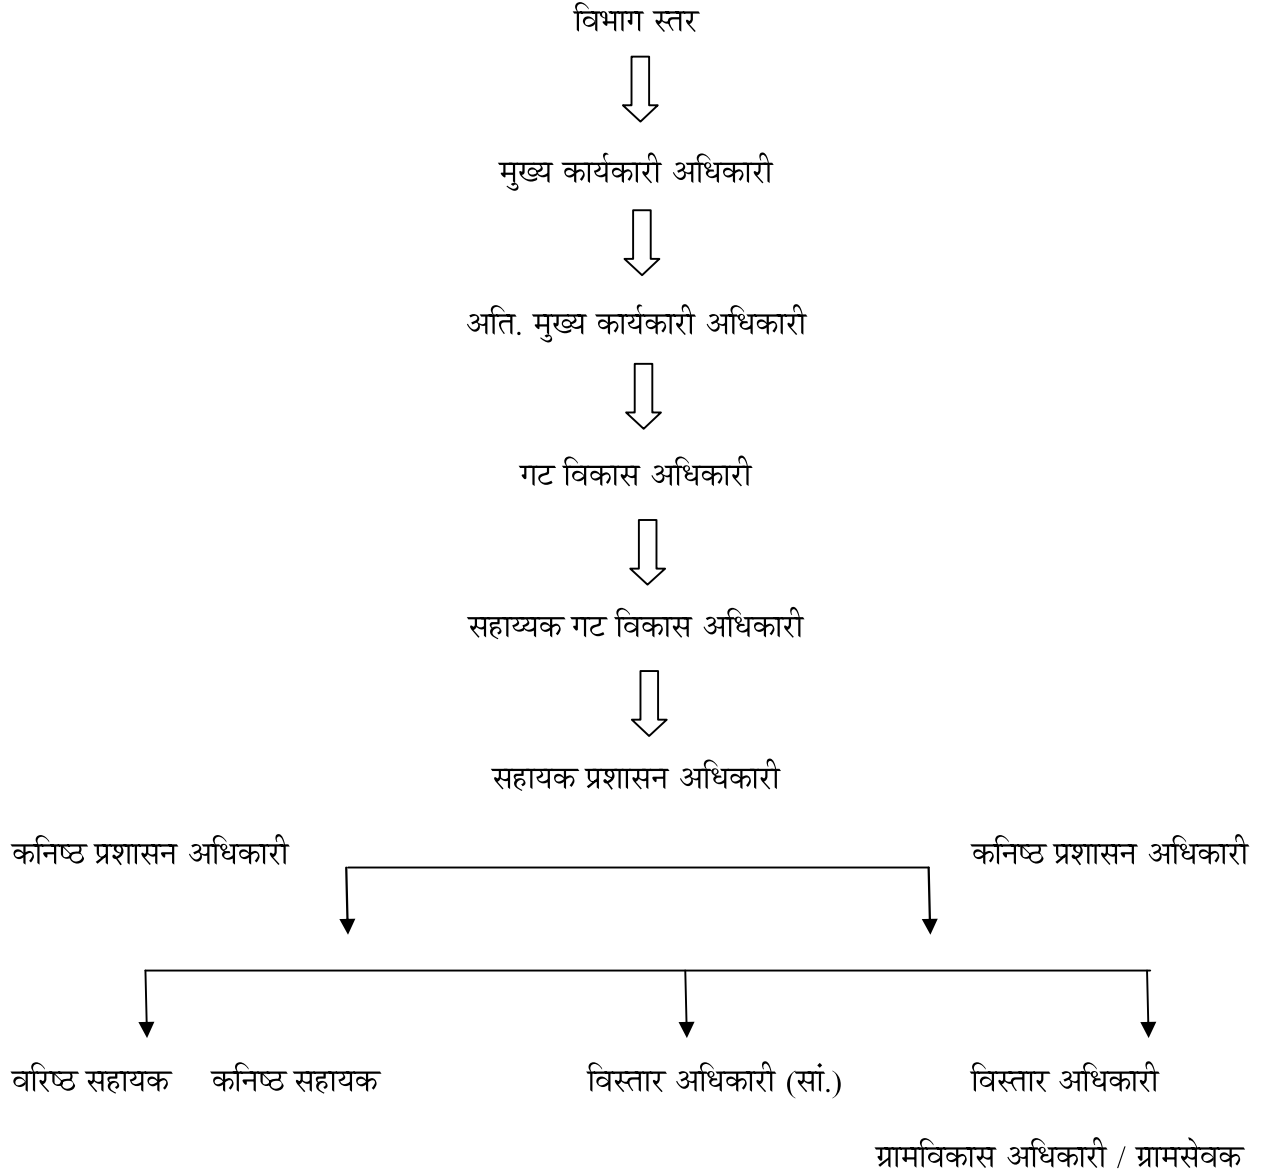 विभाग स्तर
मुख्य कार्यकारी अधिकारी
अति. मुख्य कार्यकारी अधिकारी
गट विकास अधिकारी
सहाय्यक गट विकास अधिकारी
सहायक प्रशासन अधिकारी
कनिष्ठ प्रशासन अधिकारी कनिष्ठ प्रशासन अधिकारी
वरिष्ठ सहायक कनिष्ठ सहायक विस्तार अधिकारी (सां.) विस्तार अधिकारी
ग्रामविकास अधिकारी / ग्रामसेवक